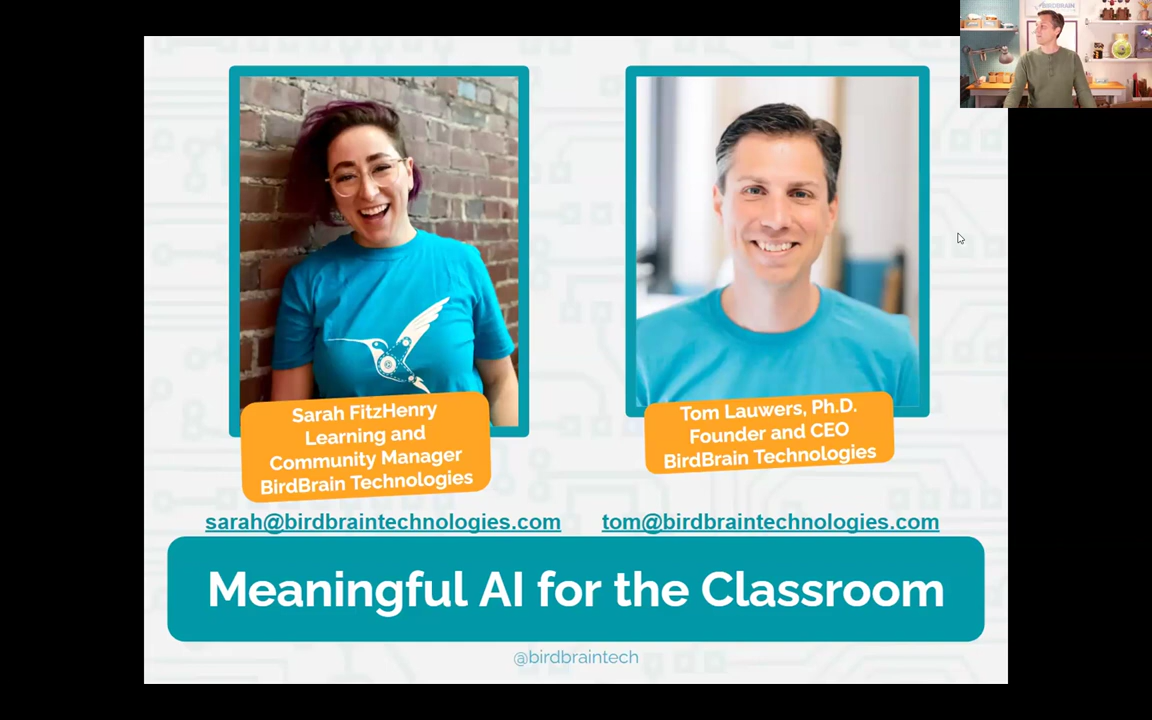 BIRDBRAIN
Sarah FitzHenry
Learning and
Community Manager
BirdBrain Technologies
Tom Lauwers, Ph.D.
Founder and CEO
BirdBrain Technologies
sarah@birdbraintechnologies.com
tom@birdbraintechnologies.com
Meaningful AI for the Classroom
@birdbraintech